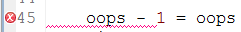 45 oops - 1 = oops